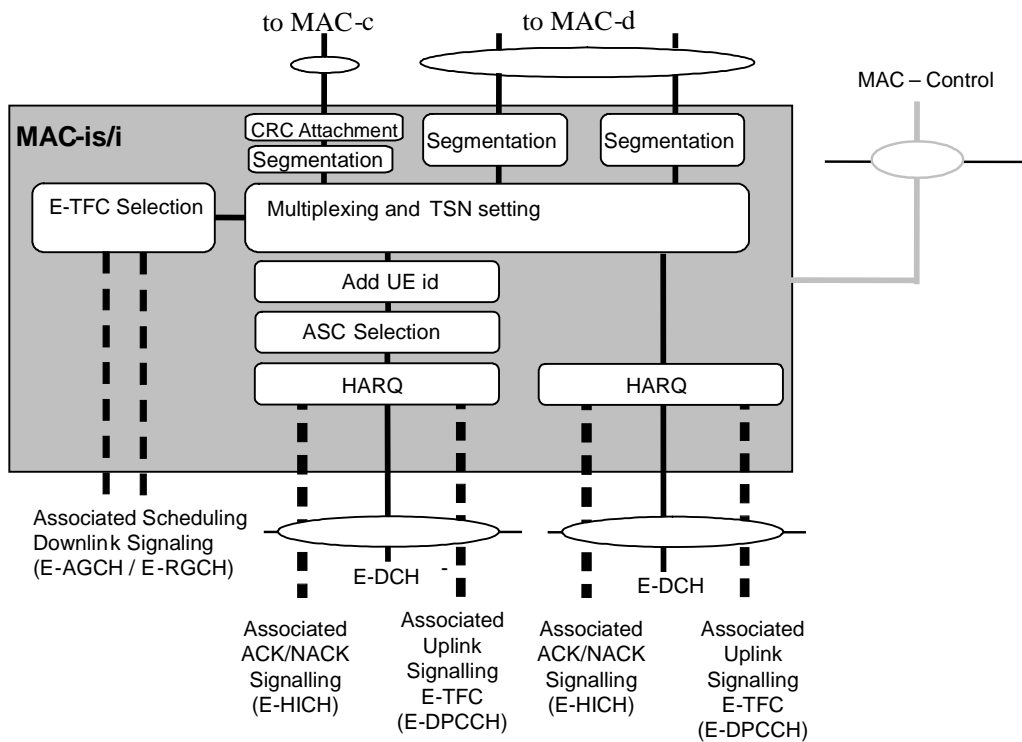 to MAC-c
to MAC-d
MAC – Control
MAC-is/i
CRC Attachment
Segmentation
Segmentation
Segmentation
E-TFC Selection
Multiplexing and TSN setting
Add UE id
ASC Selection
HARQ
HARQ
Associated Scheduling
Downlink Signaling
(E-AGCH / E-RGCH)
E-DCH -
E-DCH
Associated
ACK/NACK
Signalling
(E-HICH)
Associated
Uplink
Signalling
E-TFC
(E-DPCCH)
Associated
ACK/NACK
Signalling
(E-HICH)
Associated
Uplink
Signalling
E-TFC
(E-DPCCH)